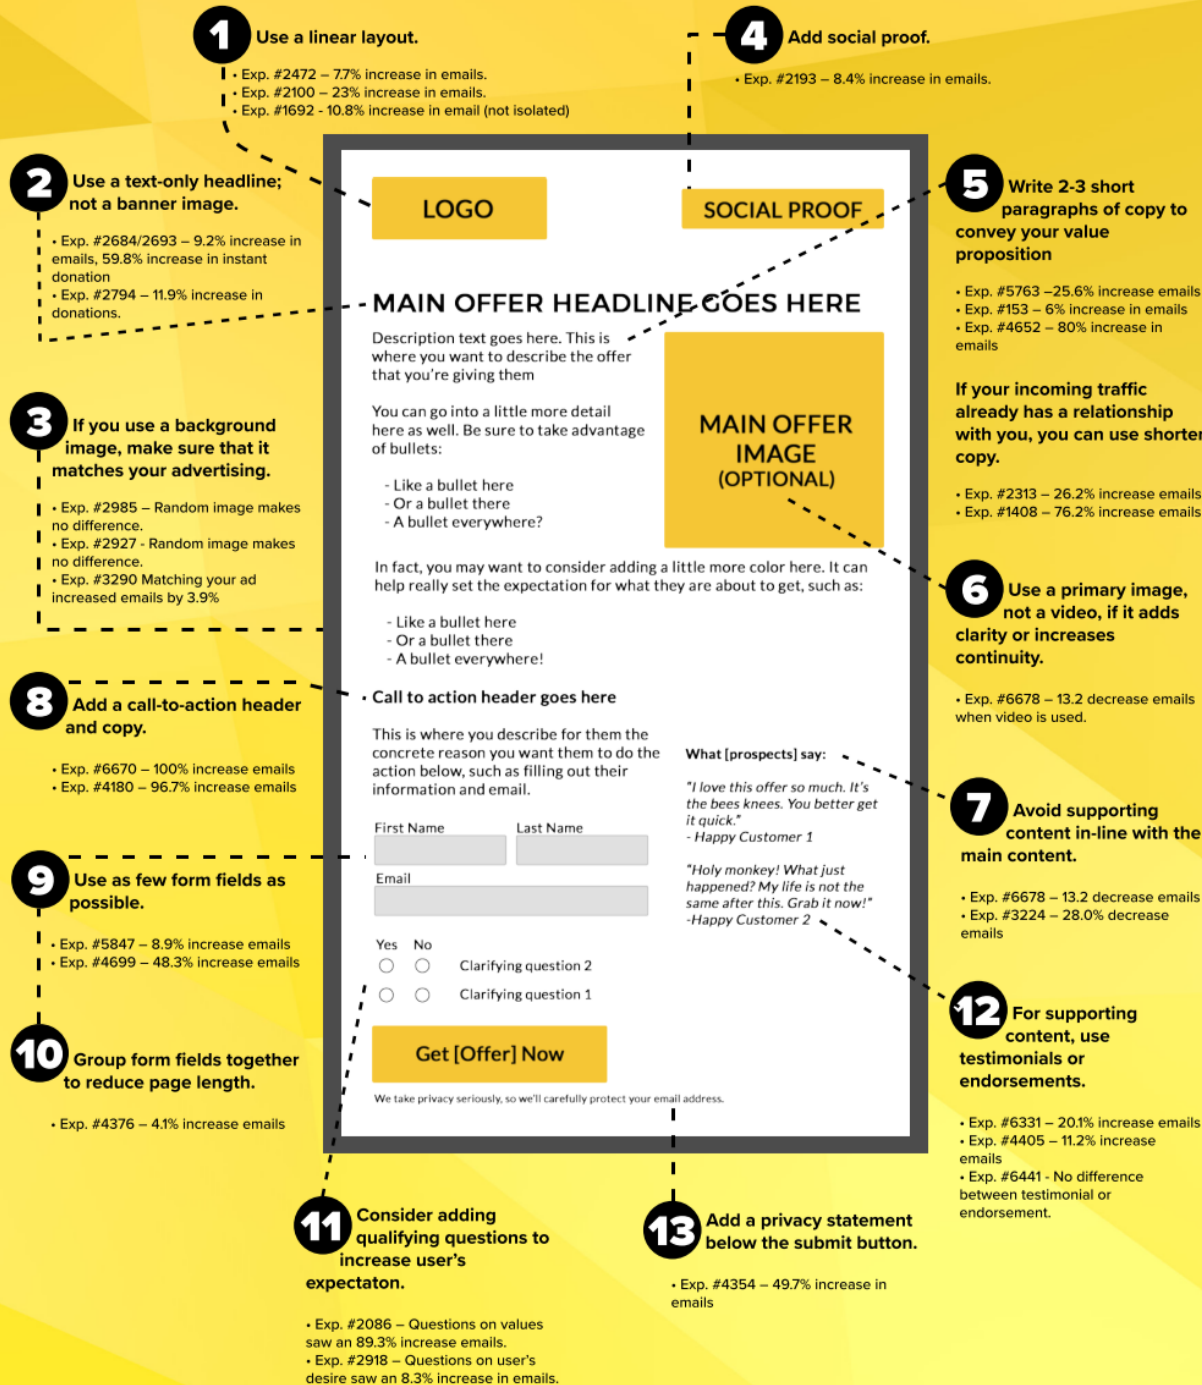 1 Use a linear layout.
• Exp. #2472 – 7.7% increase in emails.
• Exp. #2100 – 23% increase in emails.
• Exp. #1692 - 10.8% increase in email (not isolated)
4 Add social proof.
• Exp. #2193 – 8.4% increase in emails.
2 Use a text-only headline;
not a banner image.
• Exp. #2684/2693 – 9.2% increase in
emails, 59.8% increase in instant
donation
• Exp. #2794 – 11.9% increase in
donations.
3 If you use a background
image, make sure that it
matches your advertising.
• Exp. #2985 – Random image makes
no difference.
• Exp. #2927 - Random image makes
no difference.
• Exp. #3290 Matching your ad
increased emails by 3.9%
8 Add a call-to-action header
and copy.
• Exp. #6670 – 100% increase emails
• Exp. #4180 – 96.7% increase emails
9 Use as few form fields as
possible.
• Exp. #5847 – 8.9% increase emails
• Exp. #4699 – 48.3% increase emails
10 Group form fields together
to reduce page length.
• Exp. #4376 – 4.1% increase emails
LOGO
SOCIAL PROOF
MAIN OFFER HEADLINE GOES HERE
Description text goes here. This is
where you want to describe the offer
that you're giving them
You can go into a little more detail
here as well. Be sure to take advantage
of bullets:
- Like a bullet here
- Or a bullet there
- A bullet everywhere?
MAIN OFFER
IMAGE
(OPTIONAL)
In fact, you may want to consider adding a little more color here. It can
help really set the expectation for what they are about to get, such as:
- Like a bullet here
- Or a bullet there
- A bullet everywhere!
Call to action header goes here
This is where you describe for them the
concrete reason you want them to do the
action below, such as filling out their
information and email.
First Name Last Name
Email
Yes No
Clarifying question 2
Clarifying question 1
Get [Offer] Now
We take privacy seriously, so we'll carefully protect your email address.
What [prospects] say:
"I love this offer so much. It's
the bees knees. You better get
it quick."
- Happy Customer 1
"Holy monkey! What just
happened? My life is not the
same after this. Grab it now!"
-Happy Customer 2
5 Write 2-3 short
paragraphs of copy to
convey your value
proposition
• Exp. #5763 –25.6% increase emails
• Exp. #153 – 6% increase in emails
• Exp. #4652 – 80% increase in
emails
If your incoming traffic
already has a relationship
with you, you can use shorter
copy.
• Exp. #2313 – 26.2% increase emails
• Exp. #1408 – 76.2% increase emails
6 Use a primary image,
not a video, if it adds
clarity or increases
continuity.
• Exp. #6678 – 13.2 decrease emails
when video is used.
7 Avoid supporting
content in-line with the
main content.
• Exp. #6678 – 13.2 decrease emails
• Exp. #3224 – 28.0% decrease
emails
12 For supporting
content, use
testimonials or
endorsements.
• Exp. #6331 – 20.1% increase emails
• Exp. #4405 – 11.2% increase
emails
• Exp. #6441 - No difference
between testimonial or
endorsement.
11 Consider adding
qualifying questions to
increase user's
expectaton.
• Exp. #2086 – Questions on values
saw an 89.3% increase emails.
• Exp. #2918 – Questions on user's
desire saw an 8.3% increase in emails.
13 Add a privacy statement
below the submit button.
• Exp. #4354 – 49.7% increase in
emails